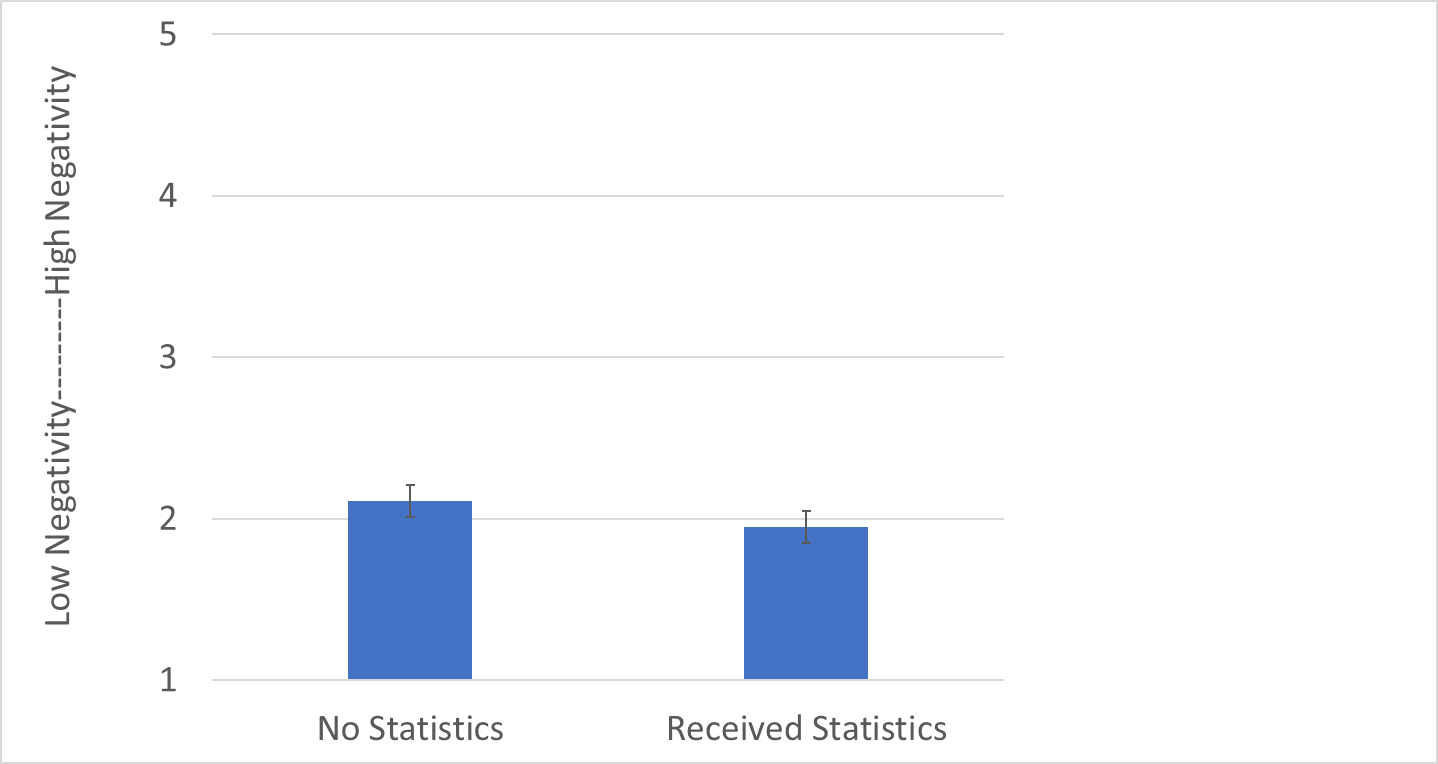 Low Negativity----------High Negativity
5
4
3
2
1
No Statistics
Received Statistics